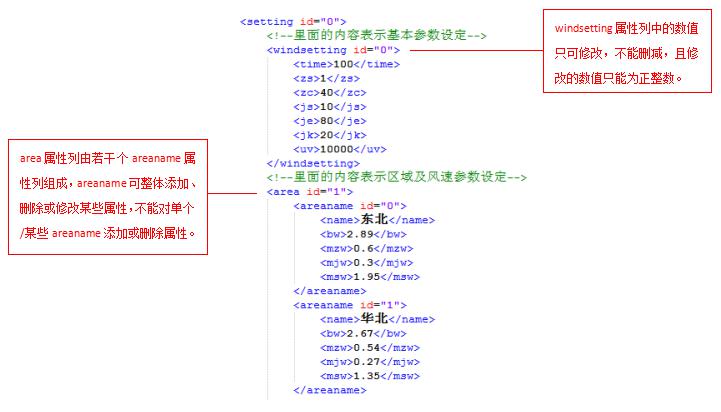 <setting id="0">
<!--里面的内容表示基本参数设定-->
<windsetting id="0">
<time>100</time>
<zs>1</zs>
<zc>40</zc>
<js>10</js>
<je>80</je>
<jk>20</jk>
<uv>10000</uv>
</windsetting>
<!--里面的内容表示区域及风速参数设定-->
<area id="1">
<areaname id="0">
<name>东北</name>
<bw>2.89</bw>
<mzw>0.6</mzw>
<mjw>0.3</mjw>
<msw>1.95</msw>
</areaname>
<areaname id="1">
<name>华北</name>
<bw>2.67</bw>
<mzw>0.54</mzw>
<mjw>0.27</mjw>
<msw>1.35</msw>
</areaname>
windsetting 属性列中的数值
只可修改，不能删减，且修
改的数值只能为正整数。
area 属性列由若干个 areaname 属
性列组成，areaname 可整体添加、
删除或修改某些属性，不能对单个
/某些 areaname 添加或删除属性。